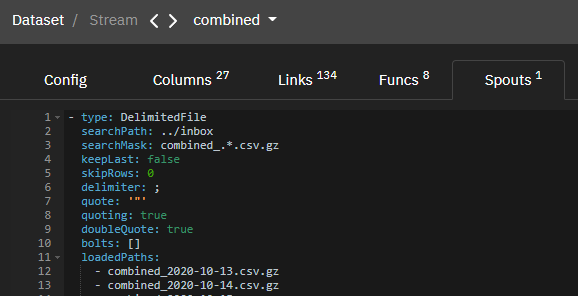 Dataset / Stream < > combined
Config Columns 27 Links 134 Funcs 8 Spouts 1
1 - type: DelimitedFile
2 searchPath: ../inbox
3 searchMask: combined_.*.csv.gz
4 keepLast: false
5 skipRows: 0
6 delimiter: ;
7 quote: '"'
8 quoting: true
9 doubleQuote: true
10 bolts: []
11 loadedPaths:
12 - combined_2020-10-13.csv.gz
13 - combined_2020-10-14.csv.gz